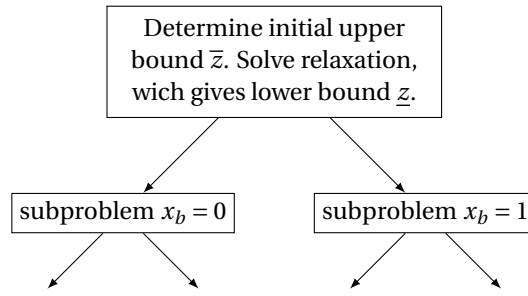 Determine initial upper
bound z̅. Solve relaxation,
wich gives lower bound z̲.
subproblem x_b = 0
subproblem x_b = 1